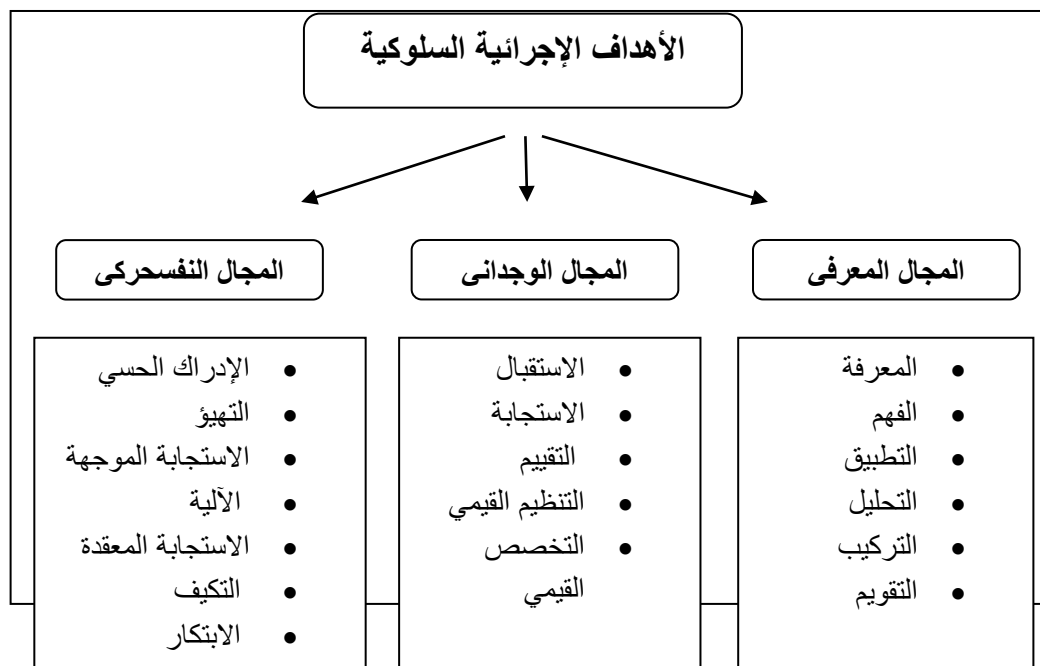 الأهداف الإجرائية السلوكية
المجال المعرفى
المجال الوجدانى
المجال النفسحركى
• المعرفة
• الفهم
• التطبيق
• التحليل
• التركيب
• التقويم
• الاستقبال
• الاستجابة
• التقييم
• التنظيم القيمي
• التخصص
القيمي
• الإدراك الحسي
• التهيؤ
• الاستجابة الموجهة
• الآلية
• الاستجابة المعقدة
• التكيف
• الابتكار